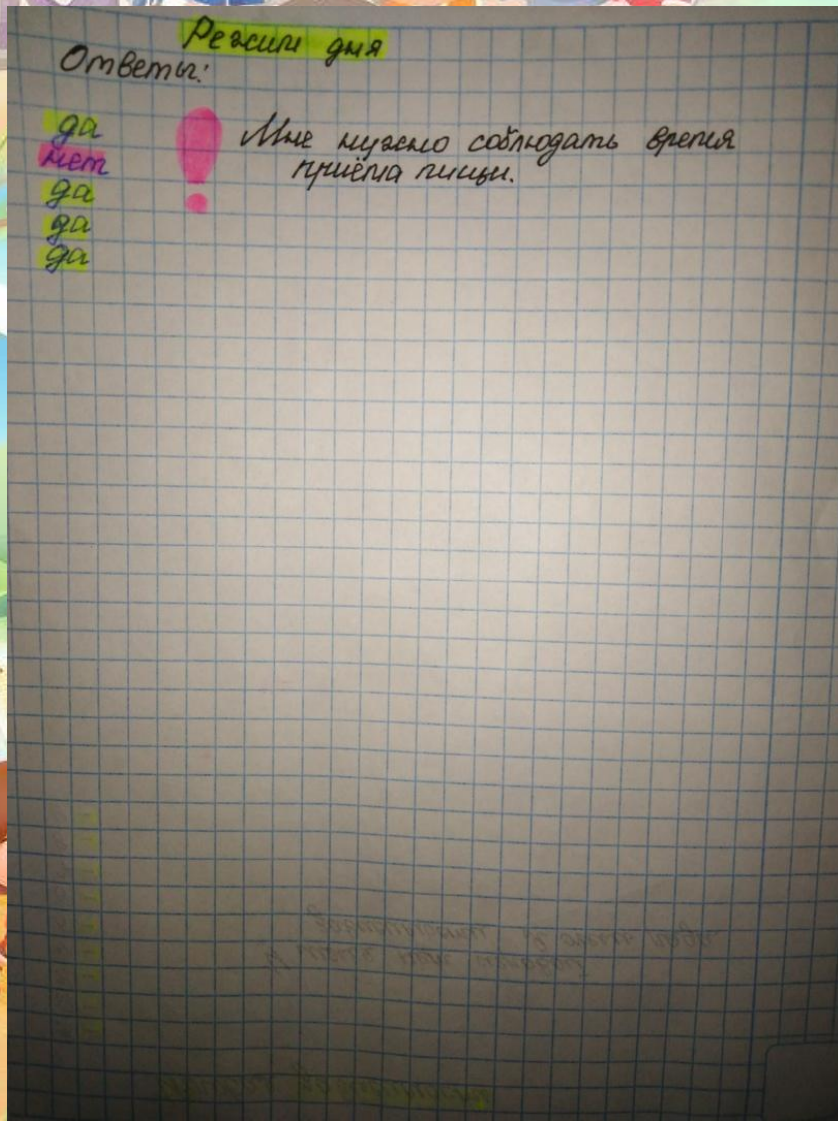 Режим дня
Ответы:
да
нет
да
да
да
Мне нужно соблюдать время
приёма пищи.